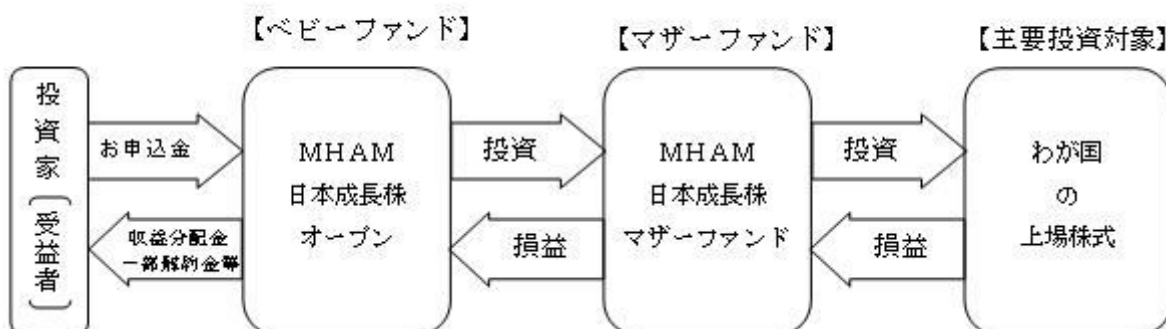 【ベビーファンド】
【マザーファンド】
【主要投資対象】
投資家（受益者）
お申込金
収益分配金
一部解約金等
MHAM
日本成長株
オープン
投資
損益
MHAM
日本成長株
マザーファンド
投資
損益
わが国
の
上場株式